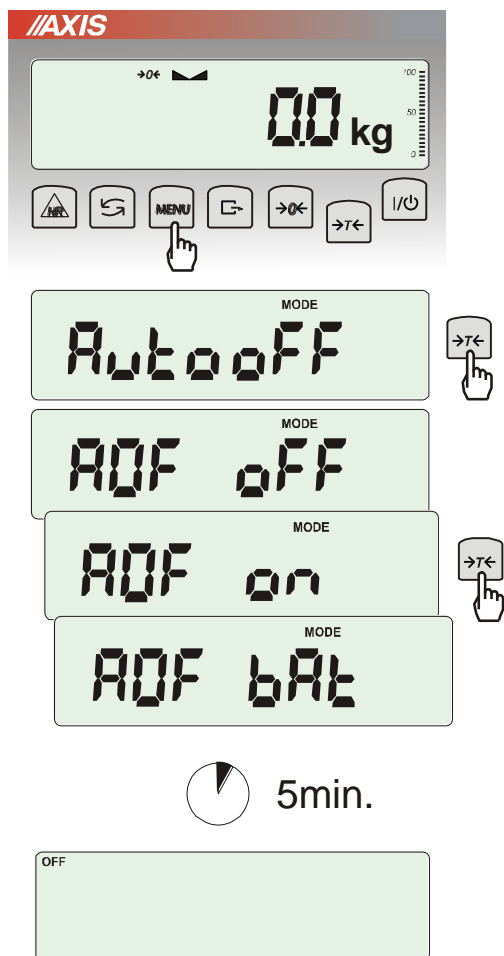 //AXIS
→0← 100
50
0.0 kg
0
NR MENU →0← →T← I/⏻
MODE
AutooFF
→T←
MODE
AOF oFF
MODE
AOF on
→T←
MODE
AOF bAt
5min.
OFF